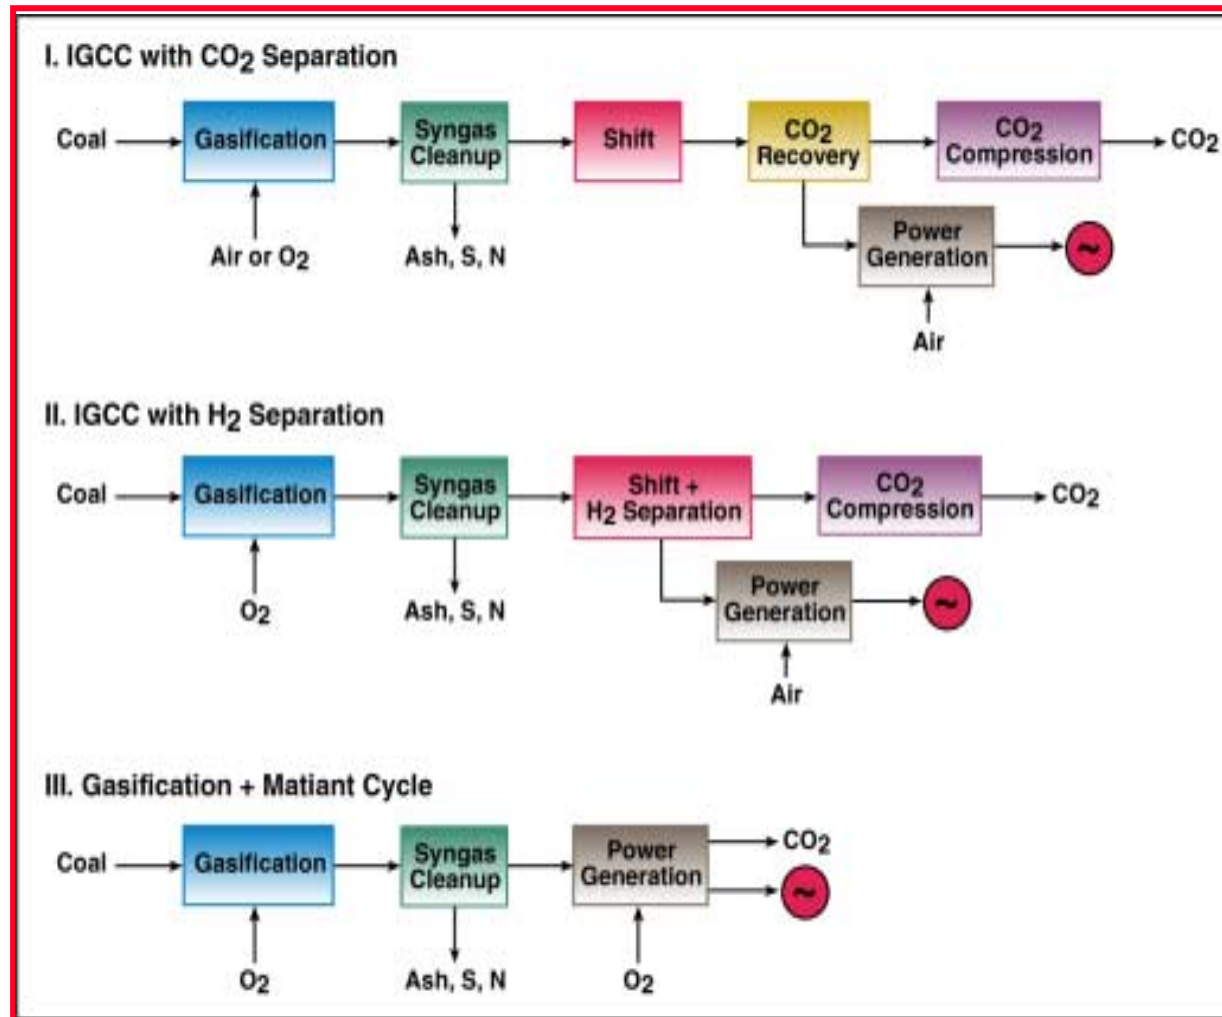 I. IGCC with CO2 Separation
Coal
Gasification
Syngas
Cleanup
Shift
CO2
Recovery
CO2
Compression
CO2
Air or O2
Ash, S, N
Power
Generation
~
Air
II. IGCC with H2 Separation
Coal
Gasification
Syngas
Cleanup
Shift +
H2 Separation
CO2
Compression
CO2
O2
Ash, S, N
Power
Generation
~
Air
III. Gasification + Matiant Cycle
Coal
Gasification
Syngas
Cleanup
Power
Generation
CO2
~
O2
Ash, S, N
O2